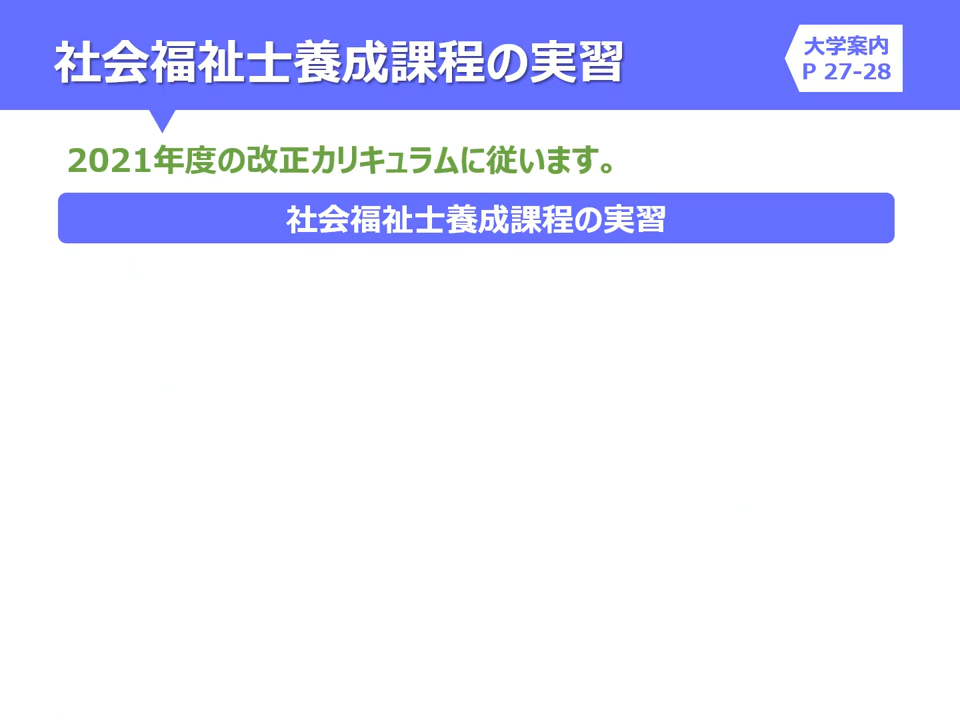 社会福祉士養成課程の実習
大学案内
P 27-28
2021年度の改正カリキュラムに従います。
社会福祉士養成課程の実習